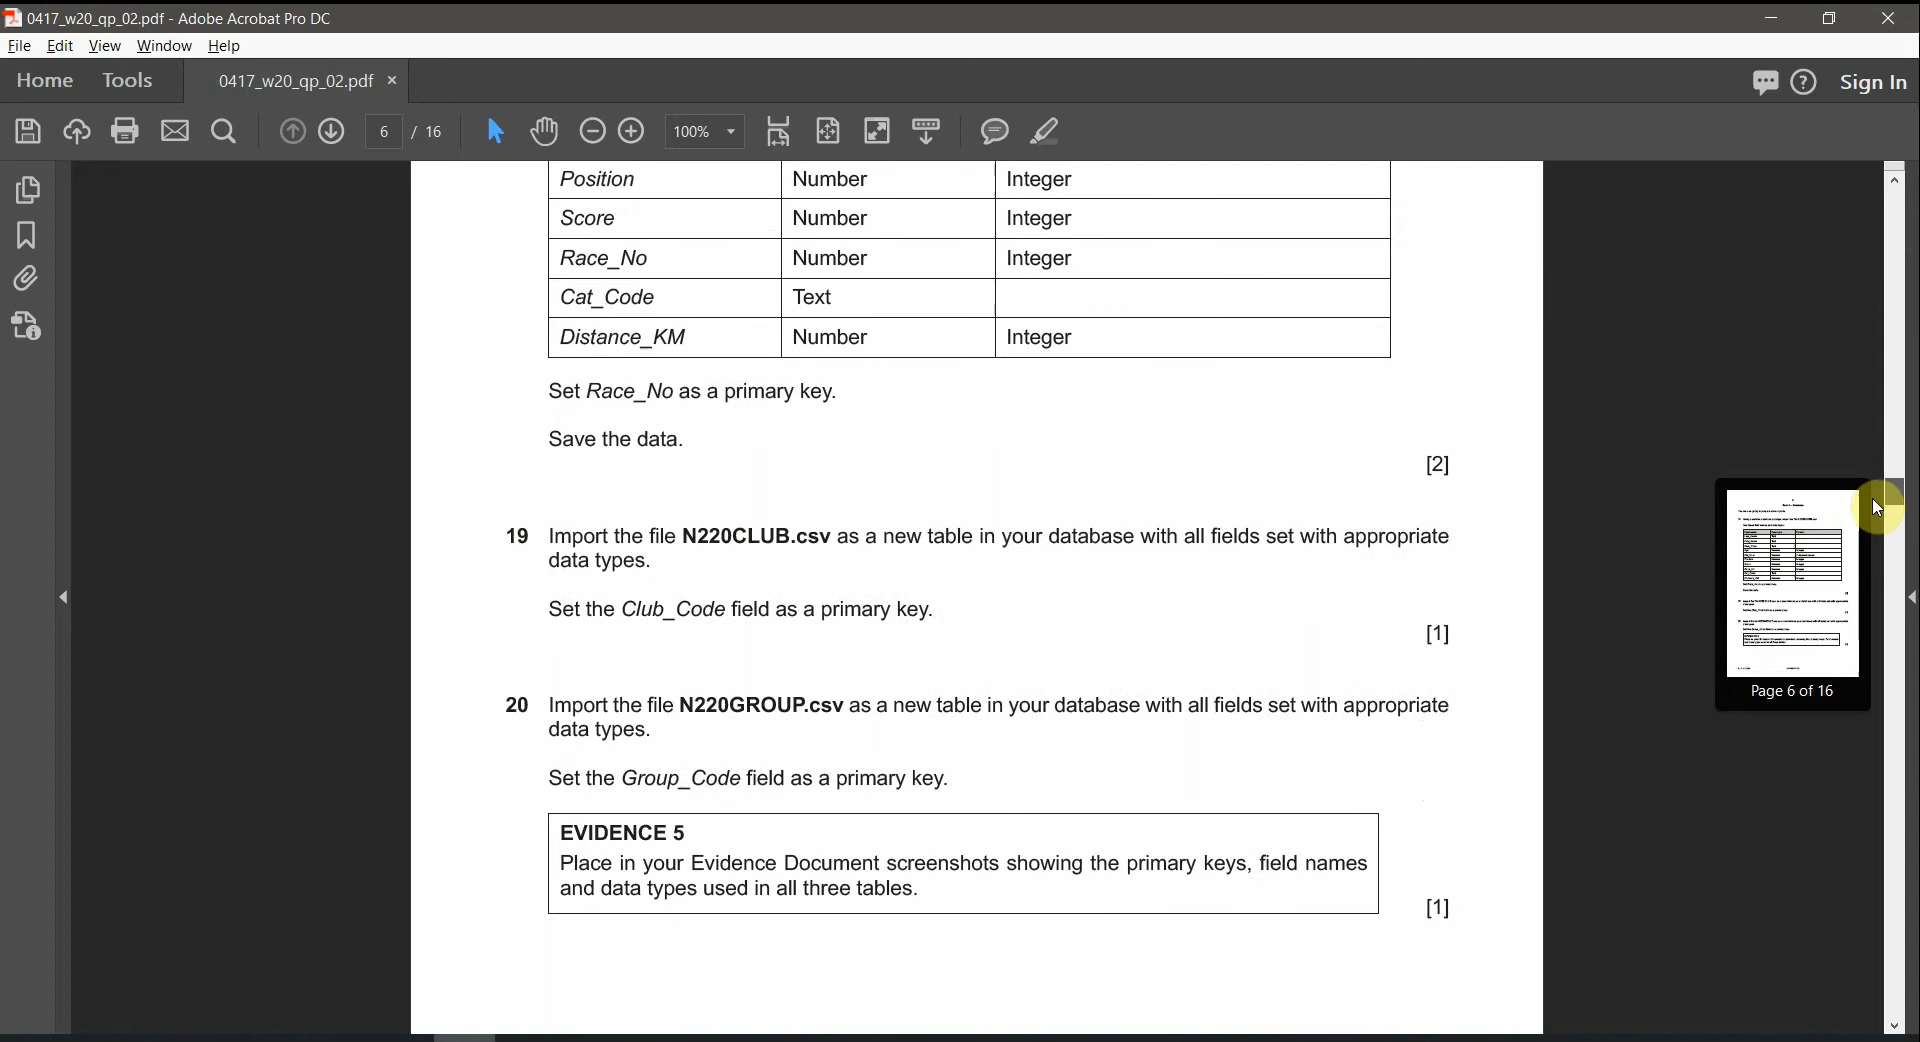 0417_w20_qp_02.pdf - Adobe Acrobat Pro DC
File Edit View Window Help
Home Tools 0417_w20_qp_02.pdf × Sign In
6 / 16 100%
Position Number Integer
Score Number Integer
Race_No Number Integer
Cat_Code Text
Distance_KM Number Integer
Set Race_No as a primary key.
Save the data.
[2]
19 Import the file N220CLUB.csv as a new table in your database with all fields set with appropriate
data types.
Set the Club_Code field as a primary key.
[1]
20 Import the file N220GROUP.csv as a new table in your database with all fields set with appropriate
data types.
Set the Group_Code field as a primary key.
EVIDENCE 5
Place in your Evidence Document screenshots showing the primary keys, field names
and data types used in all three tables.
[1]
Page 6 of 16